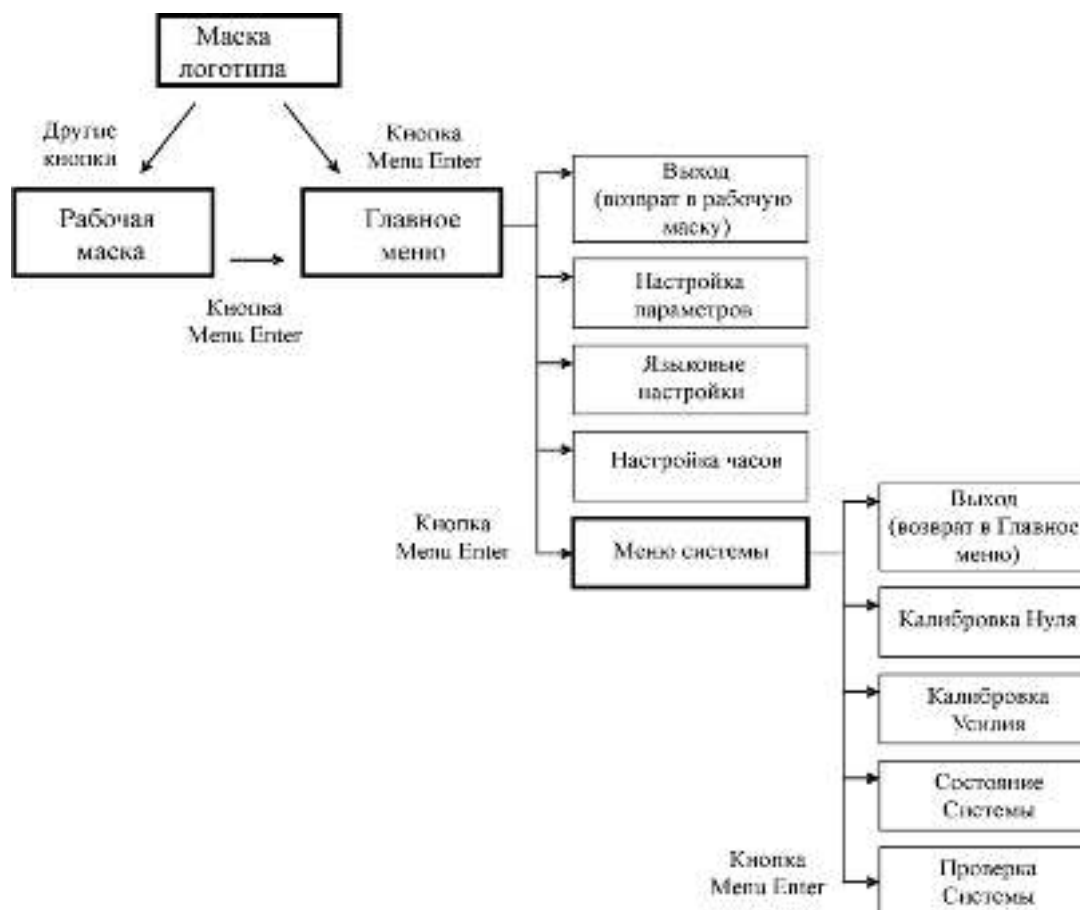 Маска
логотипа
Другие
кнопки
Кнопка
Menu Enter
Рабочая
маска
Главное
меню
Кнопка
Menu Enter
Выход
(возврат в рабочую
маску)
Настройка
параметров
Языковые
настройки
Настройка часов
Кнопка
Menu Enter
Меню системы
Выход
(возврат в Главное
меню)
Калибровка Нуля
Калибровка
Усилия
Состояние
Системы
Кнопка
Menu Enter
Проверка
Системы